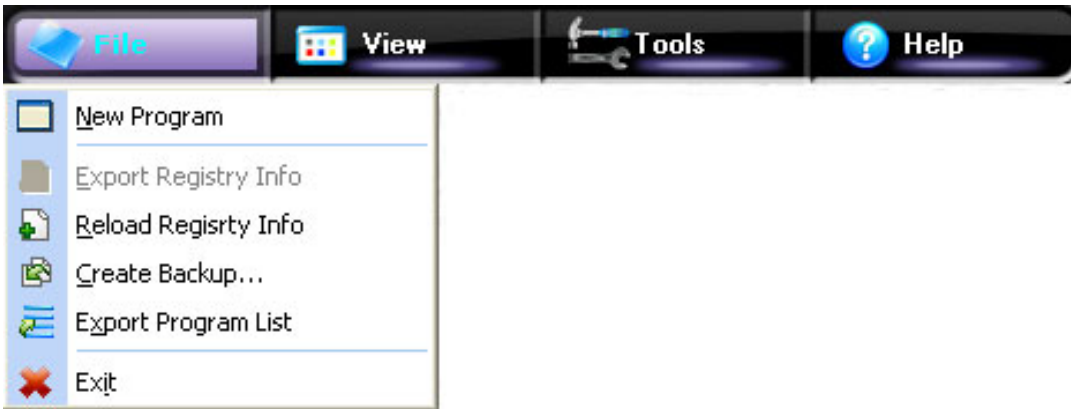 File View Tools Help
New Program
Export Registry Info
Reload Regisrty Info
Create Backup...
Export Program List
Exit